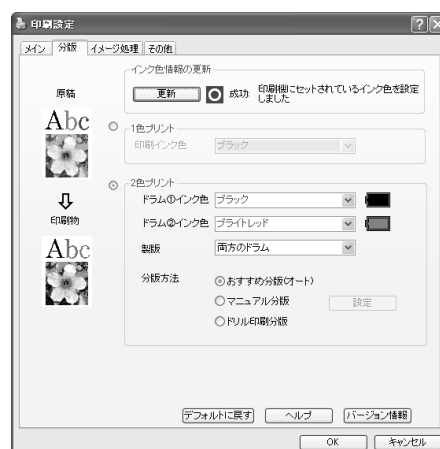 印刷設定
メイン 分版 イメージ処理 その他
インク色情報の更新
更新 成功 印刷機にセットされているインク色を設定
しました
原稿
Abc
1色プリント
印刷インク色 ブラック
2色プリント
ドラム①インク色 ブラック
ドラム②インク色 ブライトレッド
印刷物
製版 両方のドラム
Abc
分版方法 おすすめ分版(オート)
マニュアル分版 設定
ドリル印刷分版
デフォルトに戻す ヘルプ バージョン情報
OK キャンセル